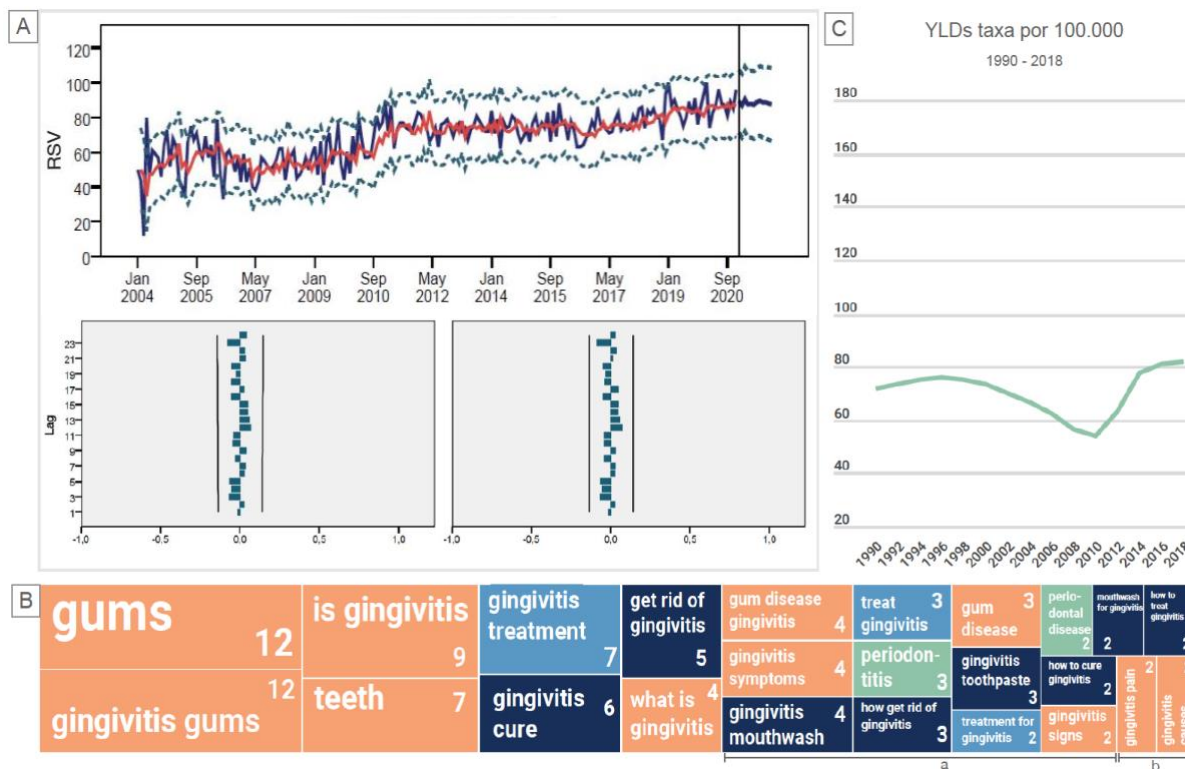 A
120
100
80
60
40
20
0
RSV
Jan
2004
Sep
2005
May
2007
Jan
2009
Sep
2010
May
2012
Jan
2014
Sep
2015
May
2017
Jan
2019
Sep
2020
Lag
23
21
19
17
15
13
11
9
7
5
3
1
-1,0
-0,5
0,0
0,5
1,0
-1,0
-0,5
0,0
0,5
1,0
C
YLDs taxa por 100.000
1990 - 2018
180
160
140
120
100
80
60
40
20
1990
1992
1994
1996
1998
2000
2002
2004
2006
2008
2010
2012
2014
2016
2018
B
gums
12
gingivitis gums
12
is gingivitis
9
teeth
7
gingivitis
treatment
7
gingivitis
cure
6
get rid of
gingivitis
5
what is
gingivitis
4
gum disease
gingivitis
4
gingivitis
symptoms
4
gingivitis
mouthwash
4
treat
gingivitis
3
periodon-
titis
3
how get rid of
gingivitis
3
gum
disease
3
gingivitis
toothpaste
3
treatment for
gingivitis
2
perio-
dontal
disease
2
mouthwash
for gingivitis
2
how to
treat
gingivitis
2
how to cure
gingivitis
2
gingivitis
signs
2
gingivitis pain
2
gingivitis
causes
a
b